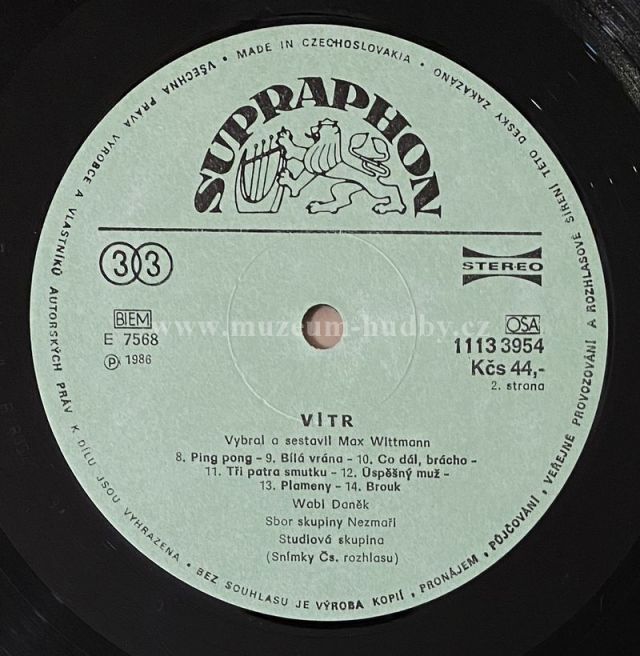 VŠECHNA PRÁVA VÝROBCE A VLASTNÍKŮ AUTORSKÝCH PRÁV K DÍLU JSOU VYHRAZENA • BEZ SOUHLASU JE VÝROBA KOPIÍ • PRONÁJEM • PŮJČOVÁNÍ • VEŘEJNÉ PROVOZOVÁNÍ A ROZHLASOVÉ ŠÍŘENÍ TÉTO DESKY ZAKÁZÁNO • MADE IN CZECHOSLOVAKIA •
SUPRAPHON
33
STEREO
BIEM
OSA
www.muzeum-hudby.cz
E 7568
1113 3954
Ⓟ 1986
Kčs 44,-
2. strana
VÍTR
Vybral a sestavil Max Wittmann
8. Ping pong - 9. Bílá vrána - 10. Co dál, brácho -
11. Tři patra smutku - 12. Úspěšný muž -
13. Plameny - 14. Brouk
Wabi Daněk
Sbor skupiny Nezmaři
Studiová skupina
(Snímky Čs. rozhlasu)